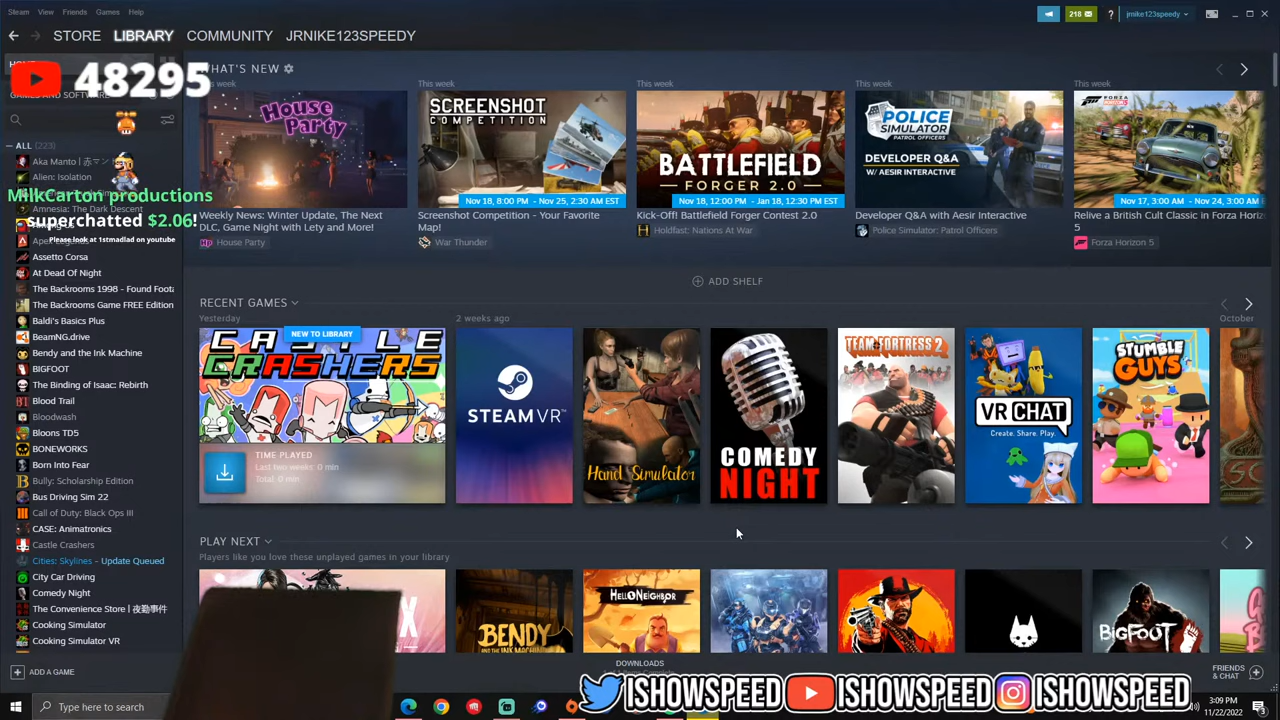 Steam View Friends Games Help
218
?
jrnike123speedy
STORE LIBRARY COMMUNITY JRNIKE123SPEEDY
48295
WHAT'S NEW
This week
This week
This week
This week
House Party
SCREENSHOT COMPETITION
BATTLEFIELD FORGER 2.0
POLICE SIMULATOR
PATROL OFFICERS
DEVELOPER Q&A
W/ AESIR INTERACTIVE
FORZA
Nov 18, 8:00 PM - Nov 25, 2:30 AM EST
Nov 18, 12:00 PM - Jan 18, 12:30 PM EST
Nov 17, 3:00 AM - Nov 24, 3:00 AM
Weekly News: Winter Update, The Next DLC, Game Night with Lety and More!
House Party
Screenshot Competition - Your Favorite Map!
War Thunder
Kick-Off! Battlefield Forger Contest 2.0
Holdfast: Nations At War
Developer Q&A with Aesir Interactive
Police Simulator: Patrol Officers
Relive a British Cult Classic in Forza Horizon 5
Forza Horizon 5
ADD SHELF
ALL (223)
Aka Manto |
Alien: Isolation
Amnesia: The Dark Descent
MilkCarton productions
superchatted $2.06!
Please look at 1stmadlad on youtube
Assetto Corsa
At Dead Of Night
The Backrooms 1998 - Found Foota
The Backrooms Game FREE Edition
Baldi's Basics Plus
BeamNG.drive
Bendy and the Ink Machine
BIGFOOT
The Binding of Isaac: Rebirth
Blood Trail
Bloodwash
Bloons TD5
BONEWORKS
Born Into Fear
Bully: Scholarship Edition
Bus Driving Sim 22
Call of Duty: Black Ops III
CASE: Animatronics
Castle Crashers
Cities: Skylines - Update Queued
City Car Driving
Comedy Night
The Convenience Store | 夜勤事件
Cooking Simulator
Cooking Simulator VR
RECENT GAMES
Yesterday
2 weeks ago
October
NEW TO LIBRARY
CASTLE CRASHERS
TIME PLAYED
Last two weeks: 0 min
Total: 0 min
STEAMVR™
Hand Simulator
COMEDY NIGHT
TEAM FORTRESS 2
VRCHAT
Create. Share. Play.
STUMBLE GUYS
PLAY NEXT
Players like you love these unplayed games in your library
BENDY
AND THE INK MACHINE
HELLO NEIGHBOR
BIGFOOT
ADD A GAME
DOWNLOADS
FRIENDS & CHAT
ISHOWSPEED ISHOWSPEED ISHOWSPEED
Type here to search
3:09 PM
11/22/2022